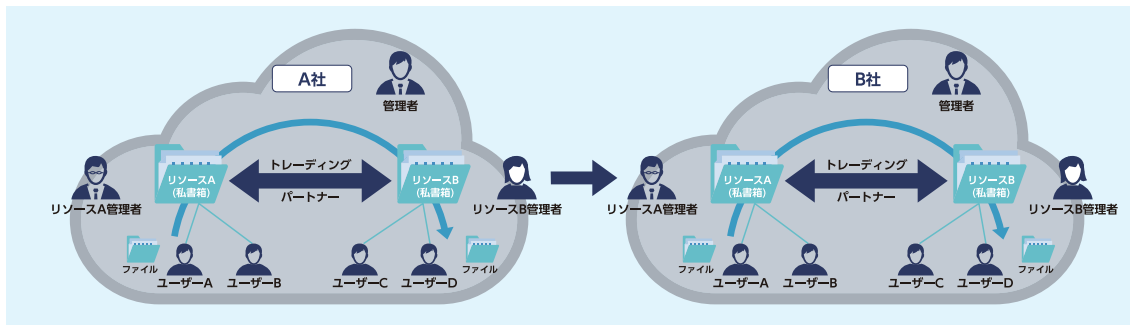 A社
管理者
リソースA
(私書箱)
トレーディング
パートナー
リソースB
(私書箱)
リソースA管理者
リソースB管理者
ファイル
ユーザーA
ユーザーB
ユーザーC
ユーザーD
ファイル
B社
管理者
リソースA
(私書箱)
トレーディング
パートナー
リソースB
(私書箱)
リソースA管理者
リソースB管理者
ファイル
ユーザーA
ユーザーB
ユーザーC
ユーザーD
ファイル